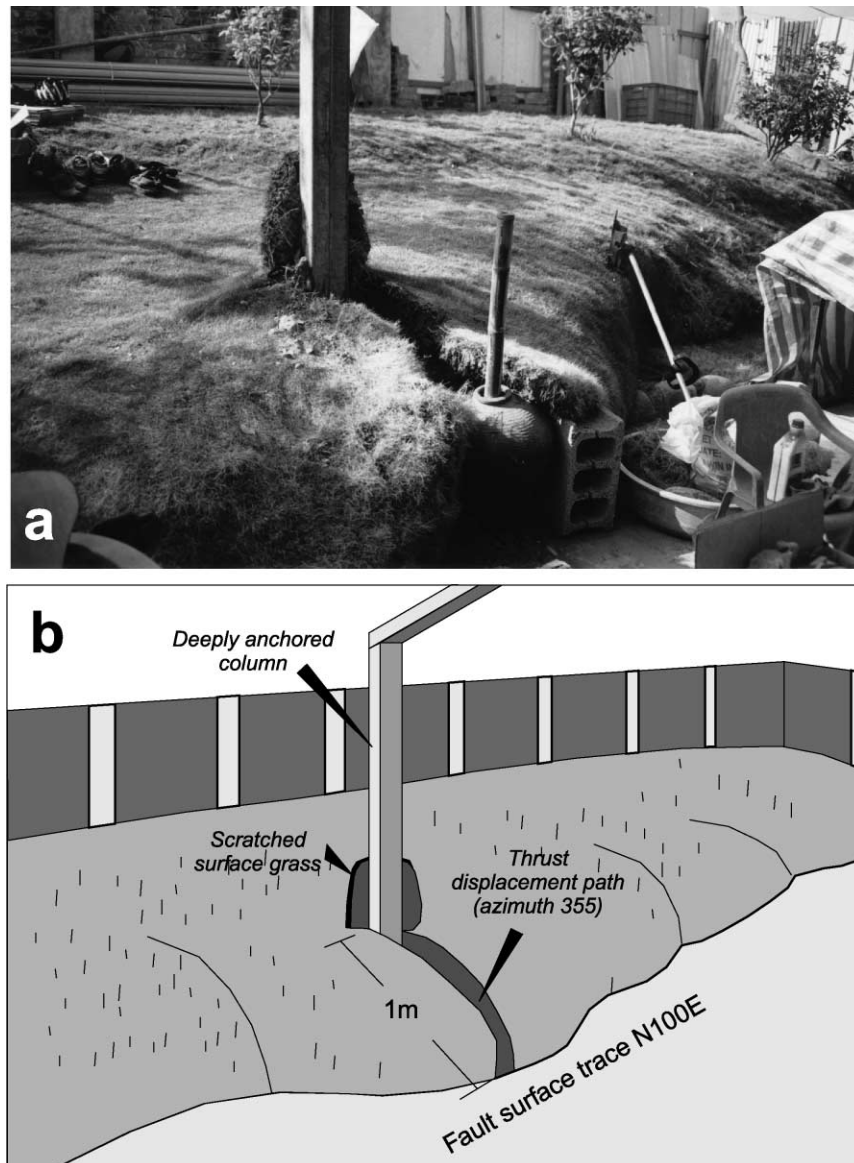 a
b
Deeply anchored
column
Scratched
surface grass
Thrust
displacement path
(azimuth 355)
1m
Fault surface trace N100E